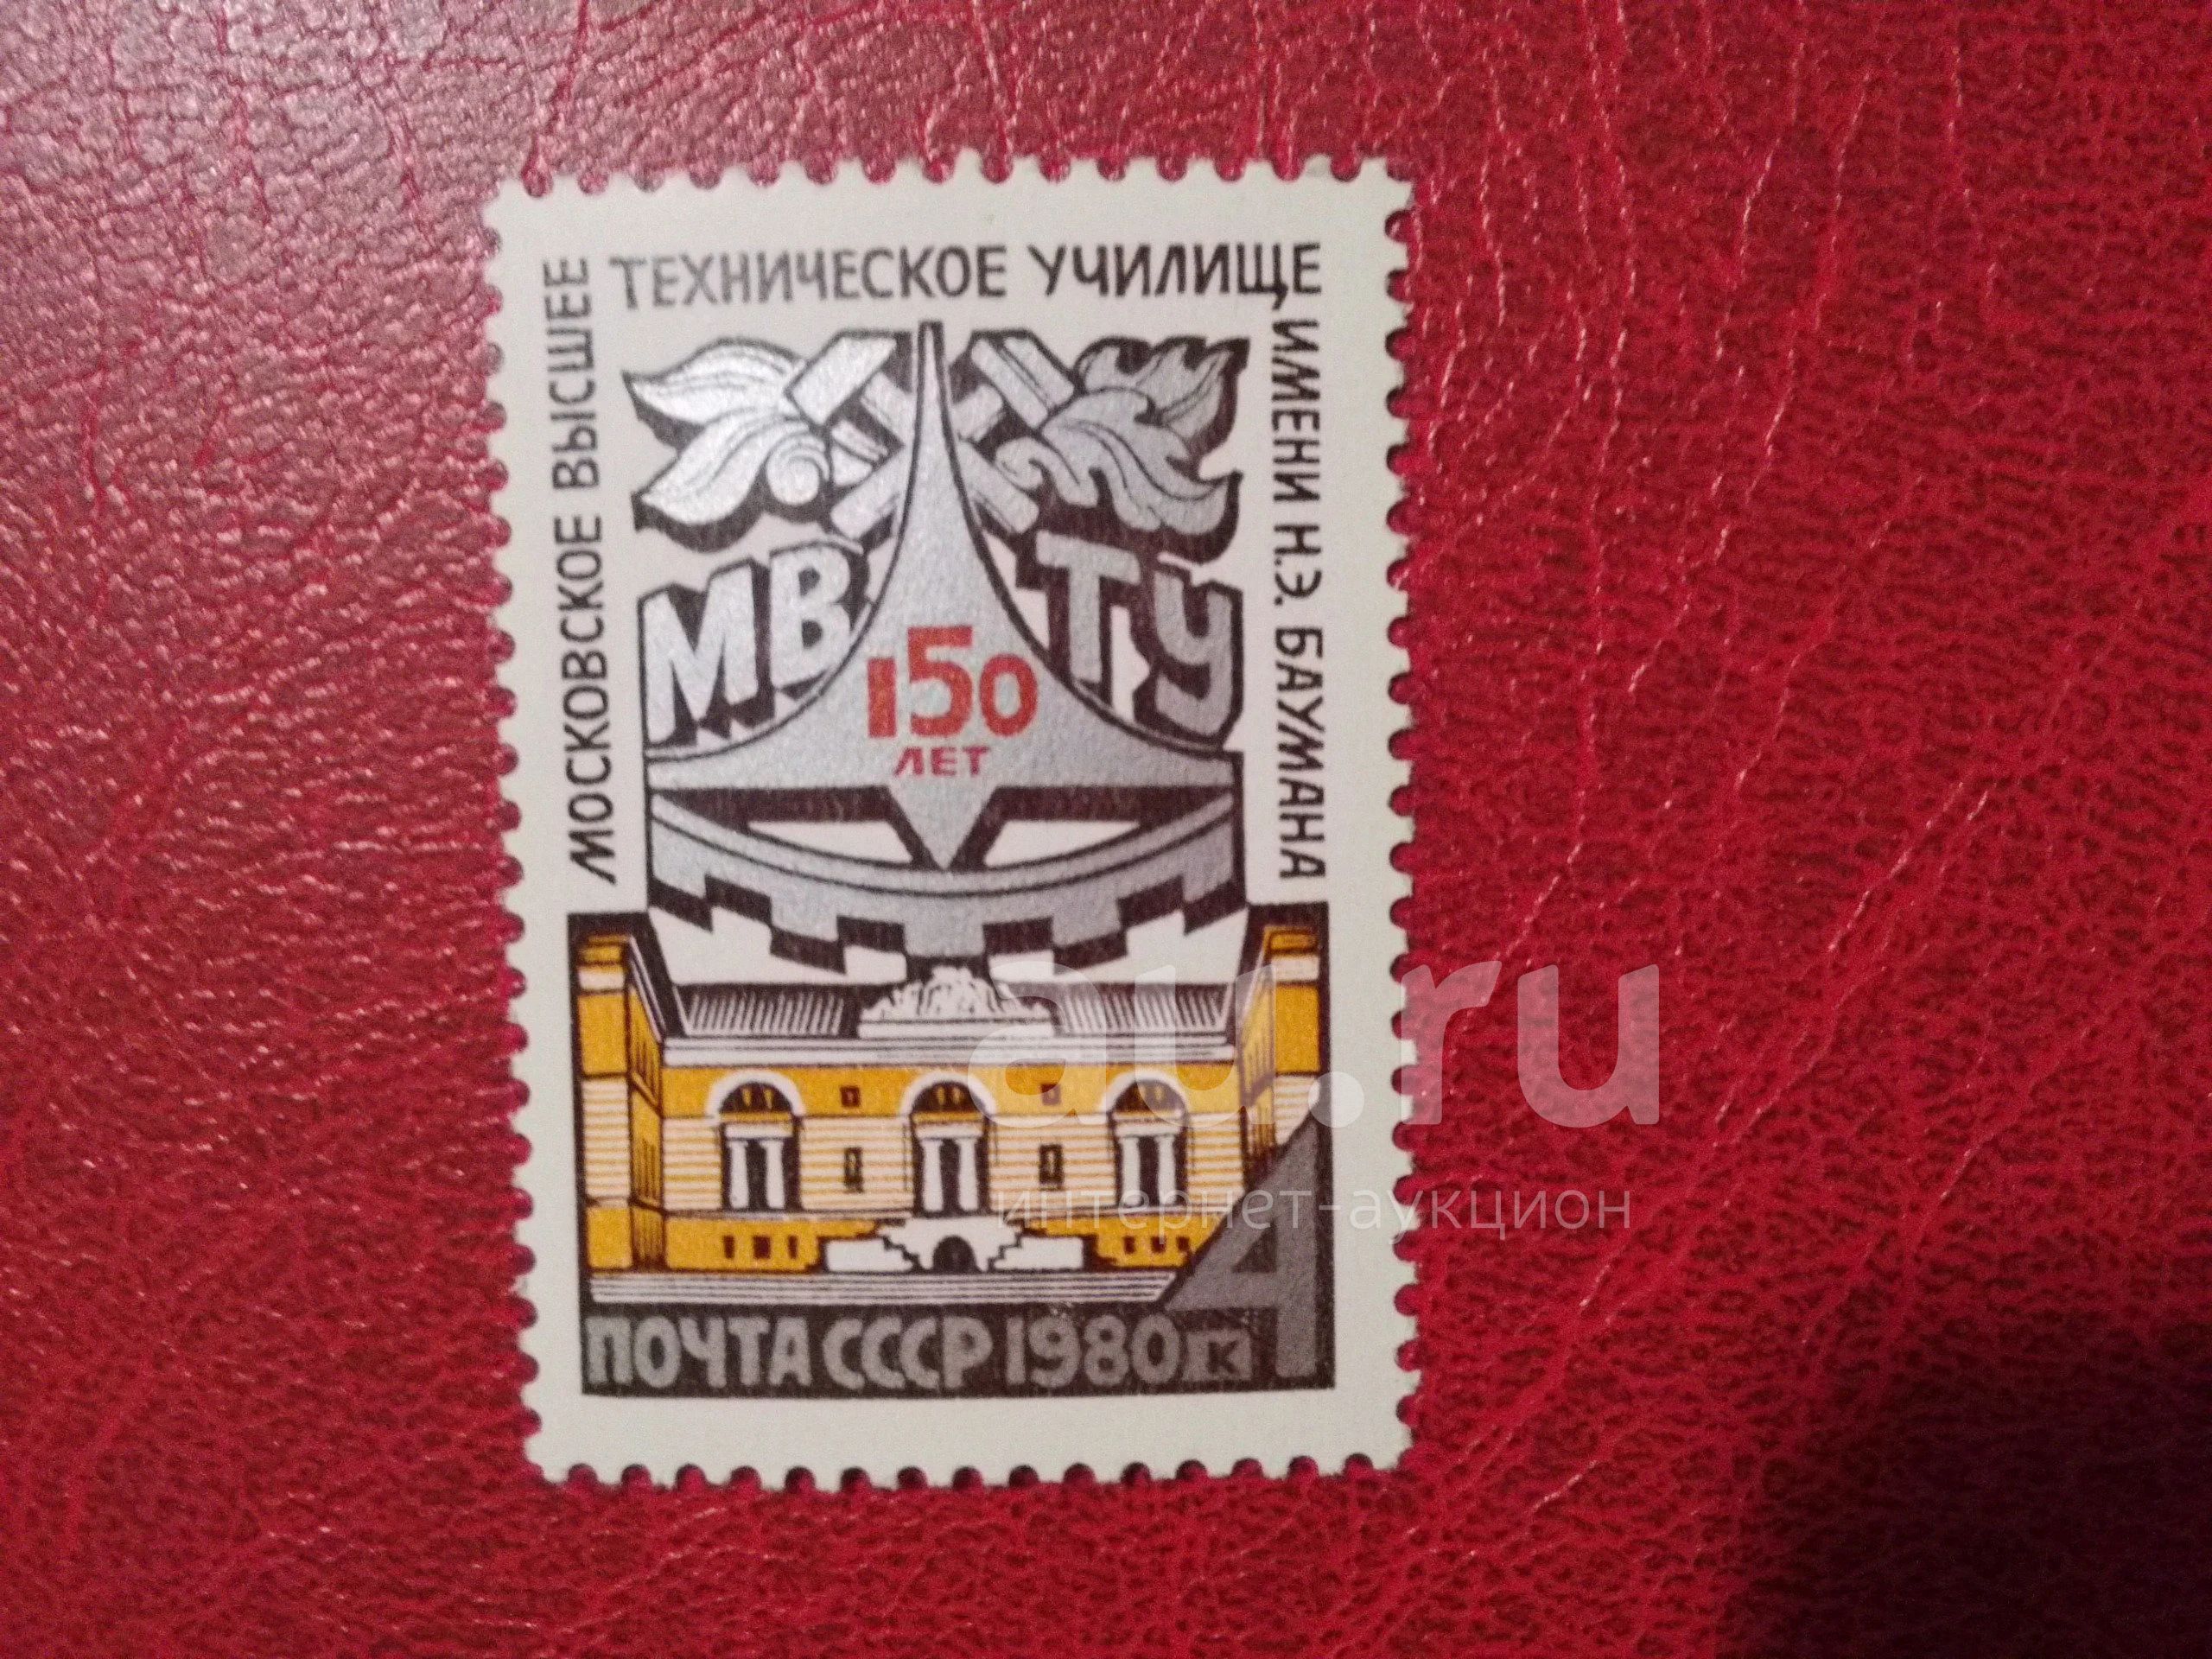 МОСКОВСКОЕ ВЫСШЕЕ
ТЕХНИЧЕСКОЕ УЧИЛИЩЕ
ИМЕНИ Н.Э. БАУМАНА
МВТУ
150
ЛЕТ
ПОЧТА СССР 1980 К 4
au.ru
интернет-аукцион